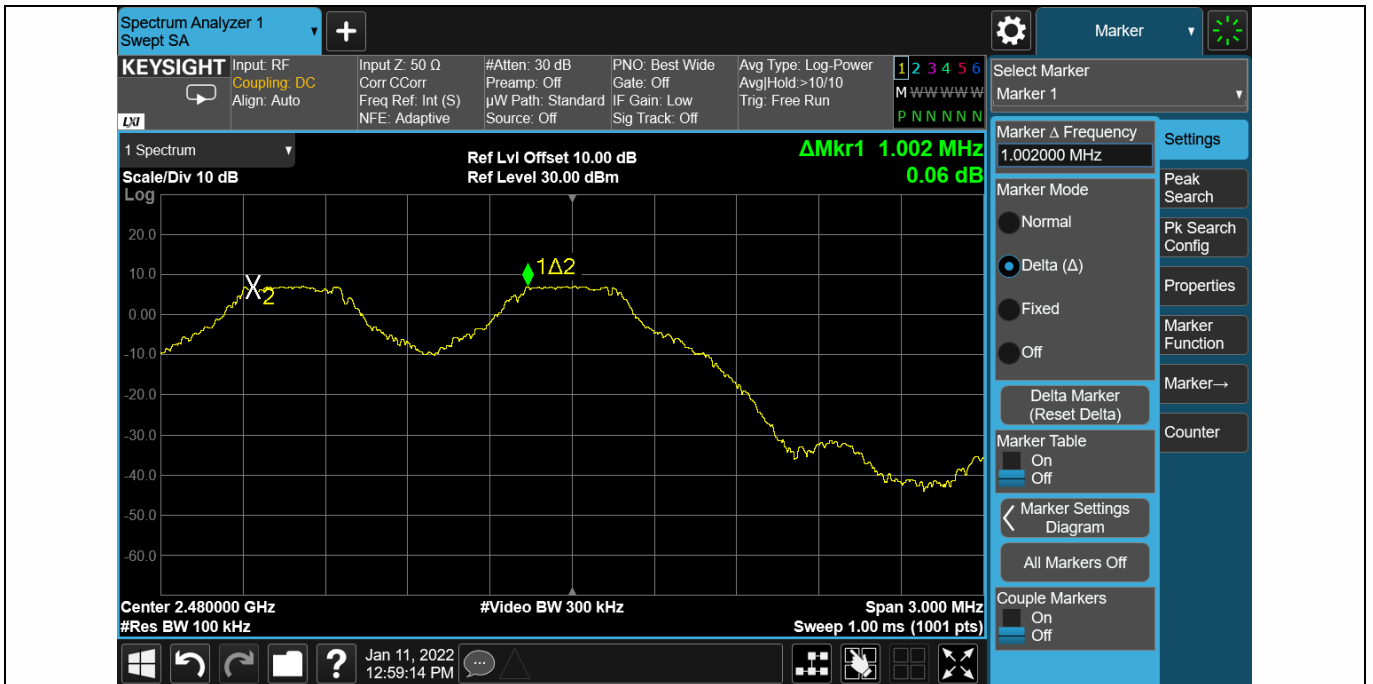 Spectrum Analyzer 1
Swept SA
Marker
KEYSIGHT
LXI
Input: RF
Coupling: DC
Align: Auto
Input Z: 50 Ω
Corr CCorr
Freq Ref: Int (S)
NFE: Adaptive
#Atten: 30 dB
Preamp: Off
µW Path: Standard
Source: Off
PNO: Best Wide
Gate: Off
IF Gain: Low
Sig Track: Off
Avg Type: Log-Power
Avg|Hold:>10/10
Trig: Free Run
1 2 3 4 5 6
M W W W W W
P N N N N N
Select Marker
Marker 1
1 Spectrum
Scale/Div 10 dB
Log
Ref Lvl Offset 10.00 dB
Ref Level 30.00 dBm
ΔMkr1 1.002 MHz
0.06 dB
20.0
10.0
0.00
-10.0
-20.0
-30.0
-40.0
-50.0
-60.0
2
1Δ2
Center 2.480000 GHz
#Res BW 100 kHz
#Video BW 300 kHz
Span 3.000 MHz
Sweep 1.00 ms (1001 pts)
Marker Δ Frequency
1.002000 MHz
Marker Mode
Normal
Delta (Δ)
Fixed
Off
Delta Marker
(Reset Delta)
Marker Table
On
Off
Marker Settings
Diagram
All Markers Off
Couple Markers
On
Off
Settings
Peak
Search
Pk Search
Config
Properties
Marker
Function
Marker→
Counter
?
Jan 11, 2022
12:59:14 PM